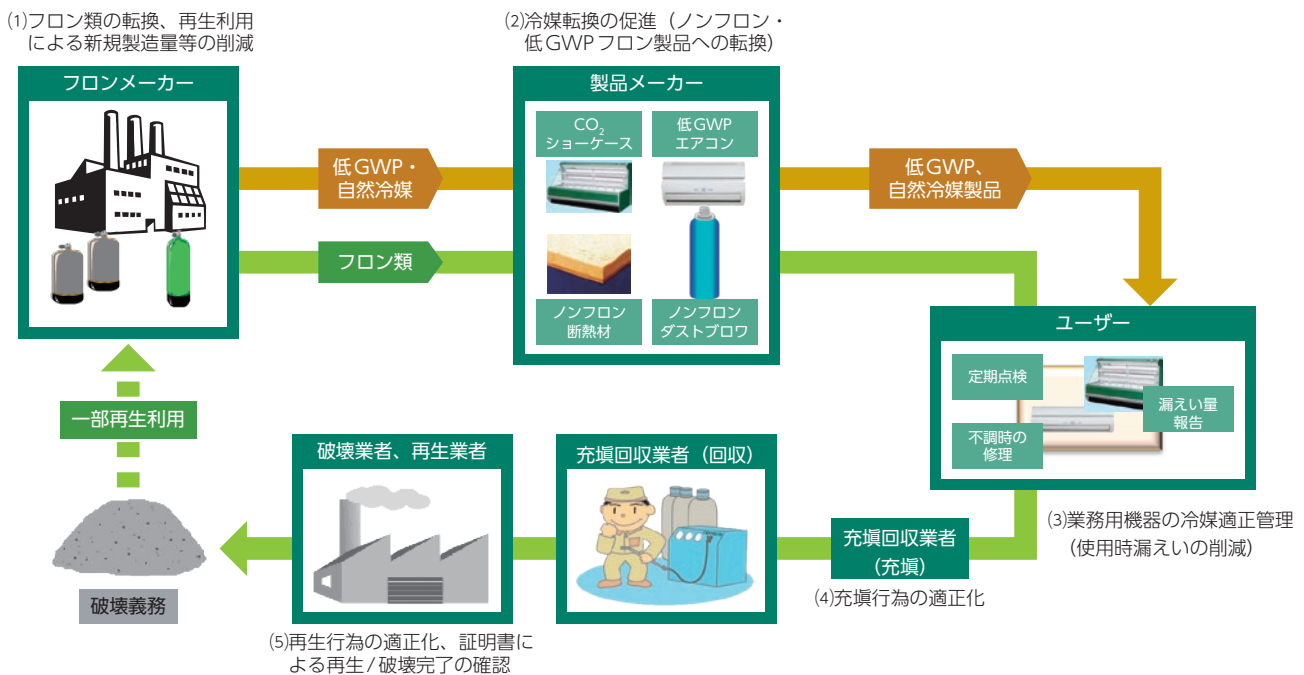 ⑴フロン類の転換、再生利用
による新規製造量等の削減
⑵冷媒転換の促進（ノンフロン・
低GWPフロン製品への転換）
フロンメーカー
製品メーカー
CO₂
ショーケース
低GWP
エアコン
低GWP・
自然冷媒
低GWP、
自然冷媒製品
フロン類
ノンフロン
断熱材
ノンフロン
ダストブロワ
ユーザー
定期点検
漏えい量
報告
不調時の
修理
一部再生利用
破壊業者、再生業者
充塡回収業者（回収）
⑶業務用機器の冷媒適正管理
（使用時漏えいの削減）
充塡回収業者
（充塡）
⑷充塡行為の適正化
破壊義務
⑸再生行為の適正化、証明書に
よる再生/破壊完了の確認